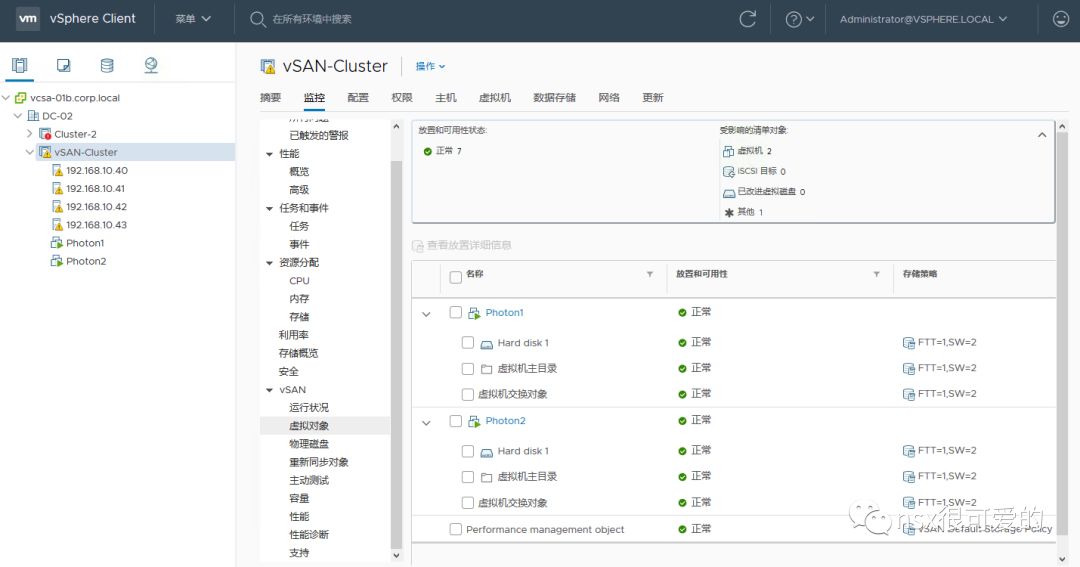 vm vSphere Client 菜单 在所有环境中搜索 Administrator@VSPHERE.LOCAL
vcsa-01b.corp.local
DC-02
Cluster-2
vSAN-Cluster
192.168.10.40
192.168.10.41
192.168.10.42
192.168.10.43
Photon1
Photon2
vSAN-Cluster 操作
摘要 监控 配置 权限 主机 虚拟机 数据存储 网络 更新
已触发的警报
性能
概览
高级
任务和事件
任务
事件
资源分配
CPU
内存
存储
利用率
存储概览
安全
vSAN
运行状况
虚拟对象
物理磁盘
重新同步对象
主动测试
容量
性能
性能诊断
支持
放置和可用性状态:
正常 7
受影响的清单对象:
虚拟机 2
iSCSI 目标 0
已改进虚拟磁盘 0
其他 1
查看放置详细信息
名称 放置和可用性 存储策略
Photon1 正常
Hard disk 1 正常 FTT=1,SW=2
虚拟机主目录 正常 FTT=1,SW=2
虚拟机交换对象 正常 FTT=1,SW=2
Photon2 正常
Hard disk 1 正常 FTT=1,SW=2
虚拟机主目录 正常 FTT=1,SW=2
虚拟机交换对象 正常 FTT=1,SW=2
Performance management object 正常 vSAN Default Storage Policy
nsx很可爱的